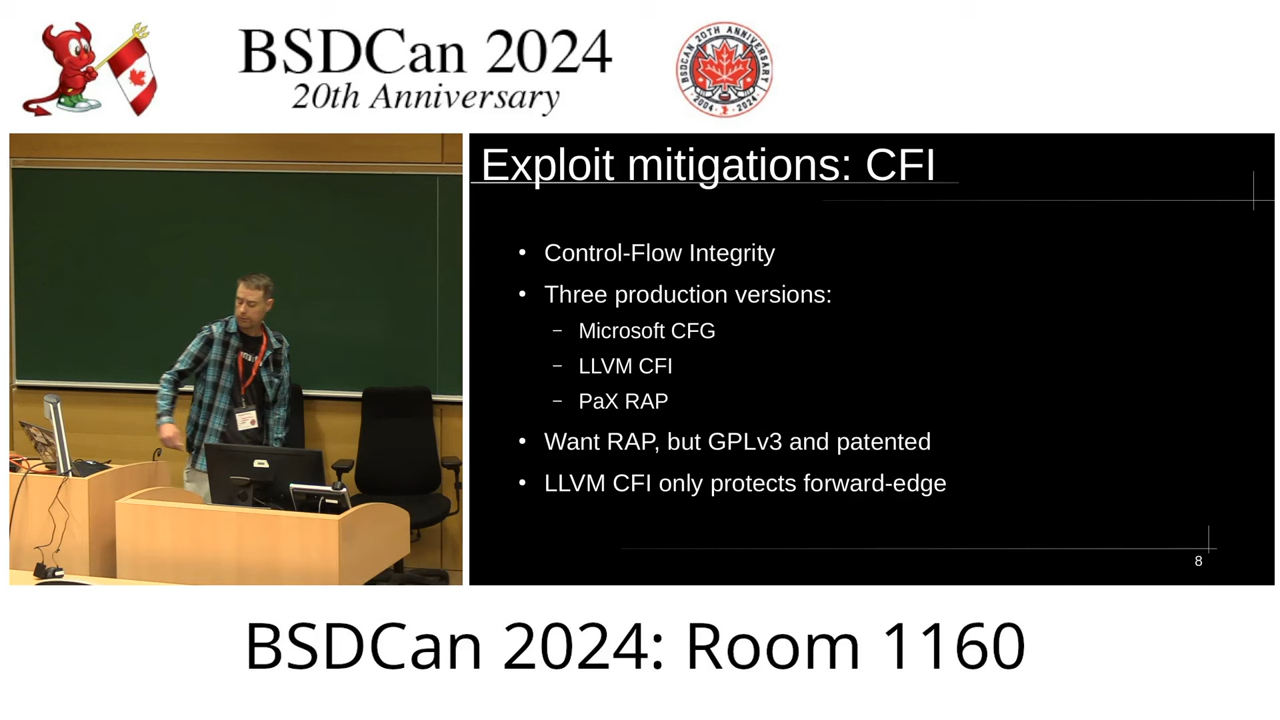 BSDCan 2024
20th Anniversary
BSDCAN 20TH ANNIVERSARY
2004 2024
Exploit mitigations: CFI
• Control-Flow Integrity
• Three production versions:
– Microsoft CFG
– LLVM CFI
– PaX RAP
• Want RAP, but GPLv3 and patented
• LLVM CFI only protects forward-edge
8
BSDCan 2024: Room 1160